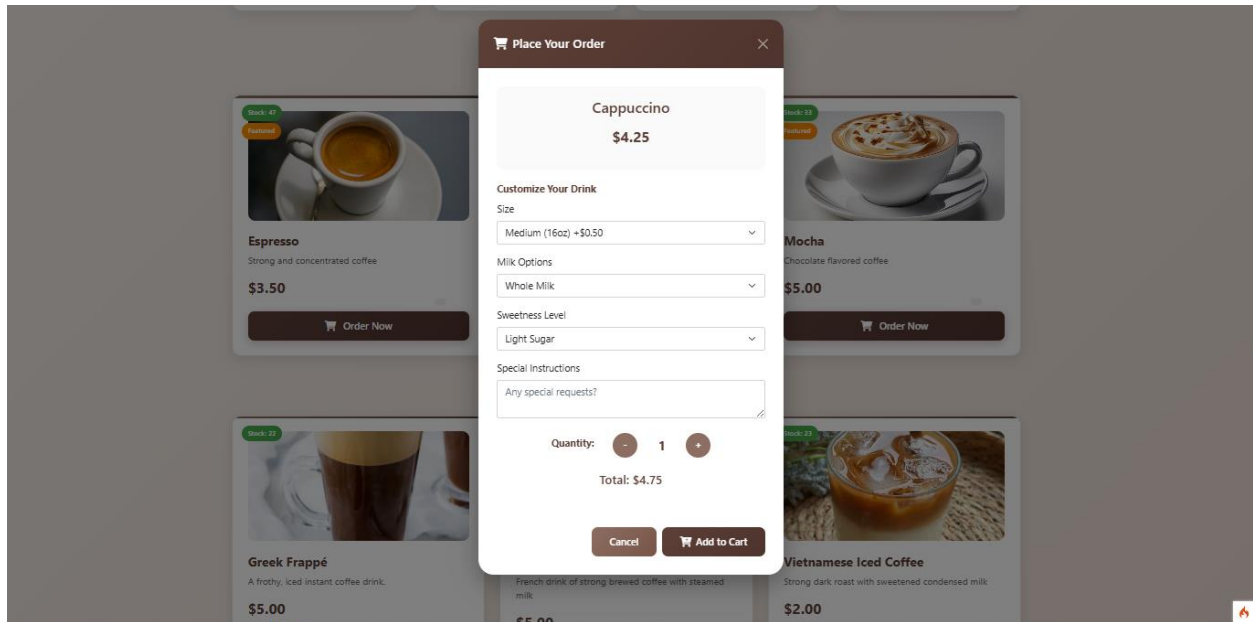 Place Your Order
Cappuccino
$4.25
Customize Your Drink
Size
Medium (16oz) +$0.50
Milk Options
Whole Milk
Sweetness Level
Light Sugar
Special Instructions
Any special requests?
Quantity:
-
1
+
Total: $4.75
Cancel
Add to Cart
Stock: 47
Featured
Espresso
Strong and concentrated coffee
$3.50
Order Now
Stock: 33
Featured
Mocha
Chocolate flavored coffee
$5.00
Order Now
Stock: 22
Greek Frappé
A frothy, iced instant coffee drink.
$5.00
French drink of strong brewed coffee with steamed
milk
$5.00
Stock: 23
Vietnamese Iced Coffee
Strong dark roast with sweetened condensed milk
$2.00